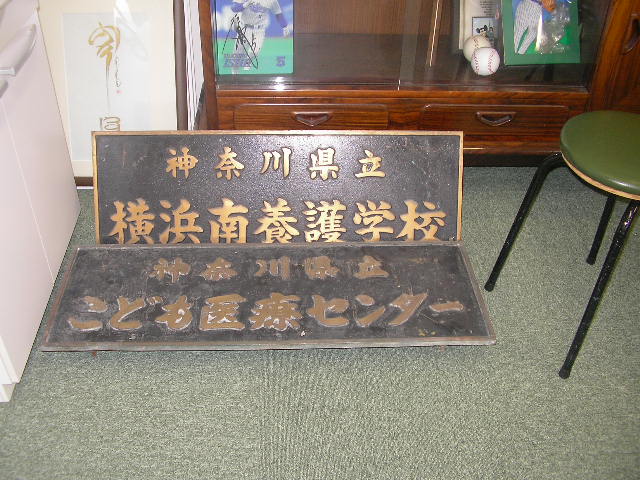 神奈川県立
横浜南養護学校
神奈川県立
こども医療センター